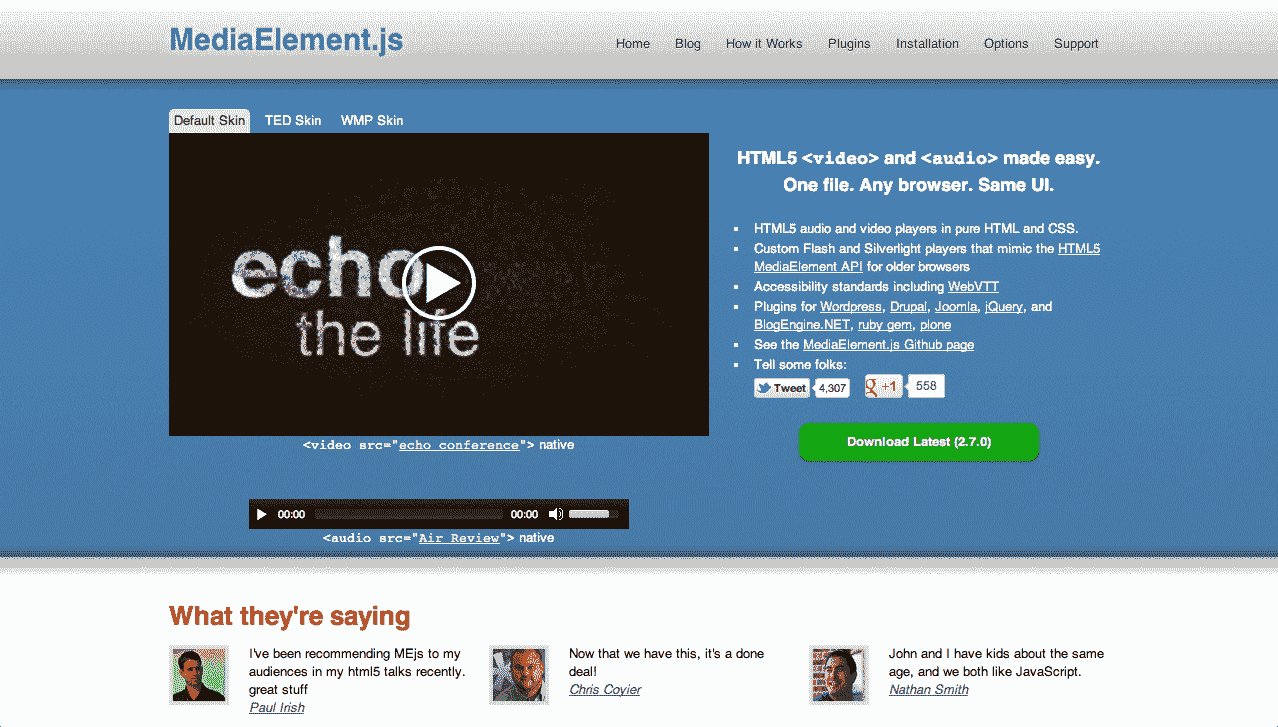 MediaElement.js
Home Blog How it Works Plugins Installation Options Support
Default Skin TED Skin WMP Skin
echo
the life
<video src="echo conference"> native
00:00 00:00
<audio src="Air Review"> native
HTML5 <video> and <audio> made easy.
One file. Any browser. Same UI.
HTML5 audio and video players in pure HTML and CSS.
Custom Flash and Silverlight players that mimic the HTML5
MediaElement API for older browsers
Accessibility standards including WebVTT
Plugins for Wordpress, Drupal, Joomla, jQuery, and
BlogEngine.NET, ruby gem, plone
See the MediaElement.js Github page
Tell some folks:
Tweet 4,307 g +1 558
Download Latest (2.7.0)
What they're saying
I've been recommending MEjs to my
audiences in my html5 talks recently.
great stuff
Paul Irish
Now that we have this, it's a done
deal!
Chris Coyier
John and I have kids about the same
age, and we both like JavaScript.
Nathan Smith